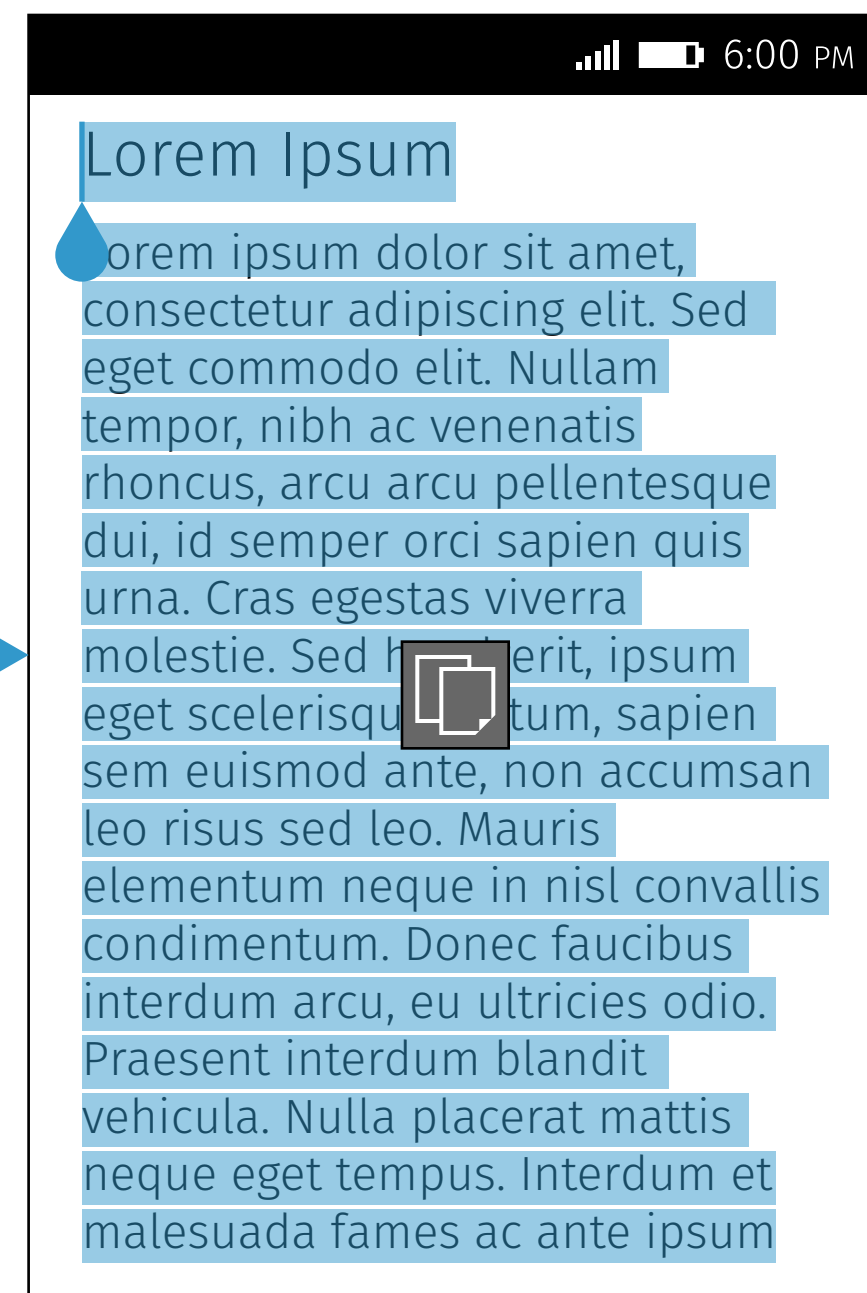 6:00 PM
Lorem Ipsum
orem ipsum dolor sit amet,
consectetur adipiscing elit. Sed
eget commodo elit. Nullam
tempor, nibh ac venenatis
rhoncus, arcu arcu pellentesque
dui, id semper orci sapien quis
urna. Cras egestas viverra
molestie. Sed erit, ipsum
eget scelerisqu tum, sapien
sem euismod ante, non accumsan
leo risus sed leo. Mauris
elementum neque in nisl convallis
condimentum. Donec faucibus
interdum arcu, eu ultricies odio.
Praesent interdum blandit
vehicula. Nulla placerat mattis
neque eget tempus. Interdum et
malesuada fames ac ante ipsum